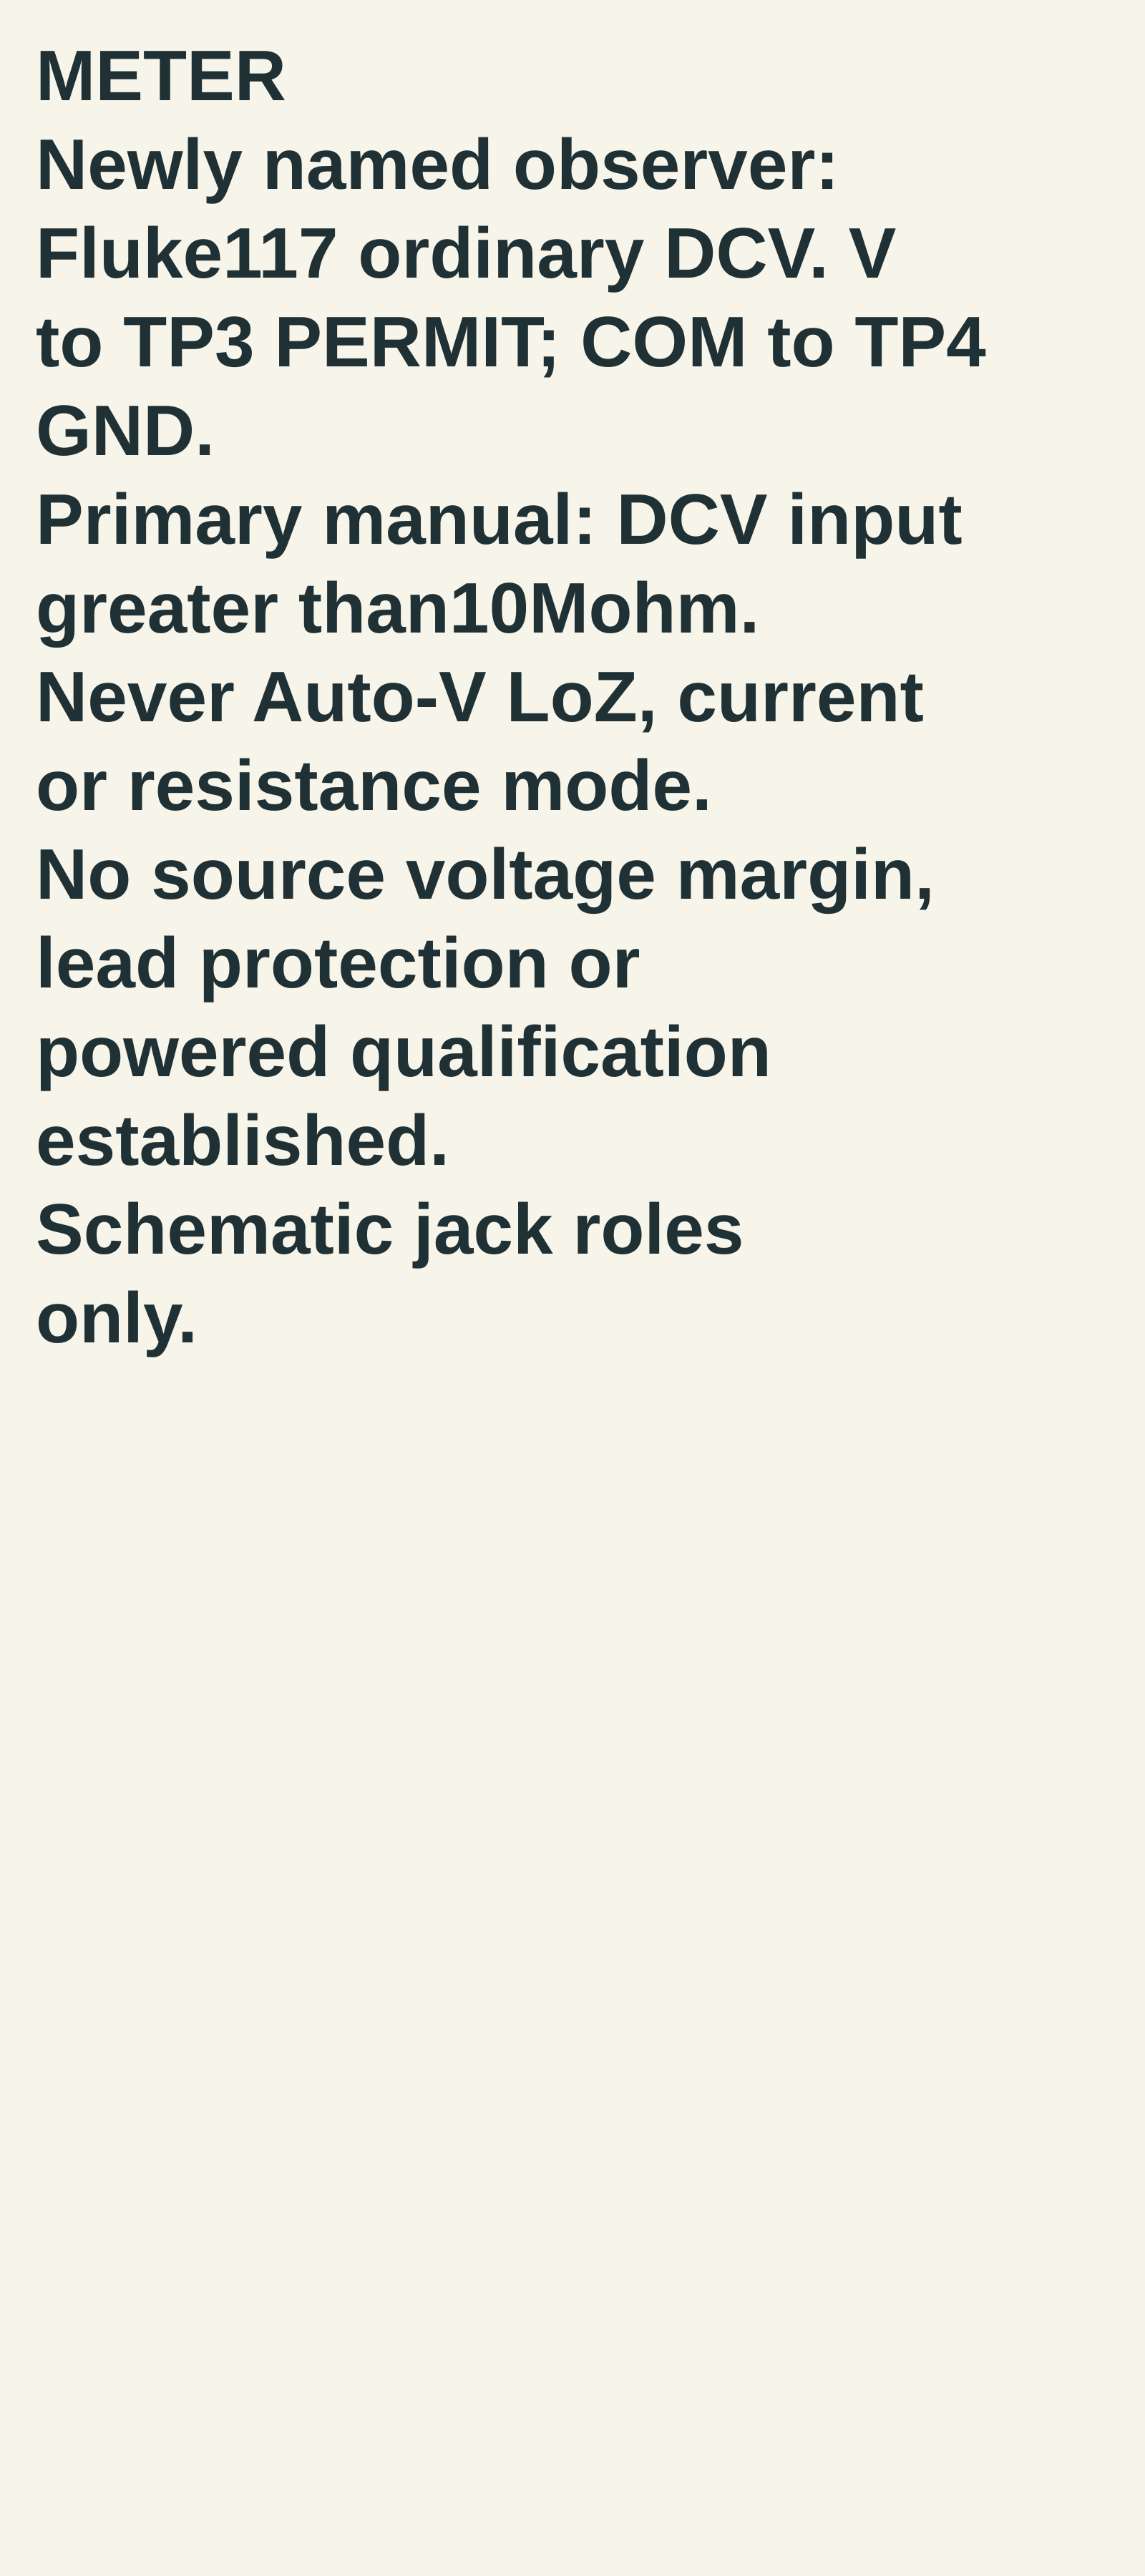 METER
Newly named observer:
Fluke117 ordinary DCV. V
to TP3 PERMIT; COM to TP4
GND.
Primary manual: DCV input
greater than10Mohm.
Never Auto-V LoZ, current
or resistance mode.
No source voltage margin,
lead protection or
powered qualification
established.
Schematic jack roles
only.